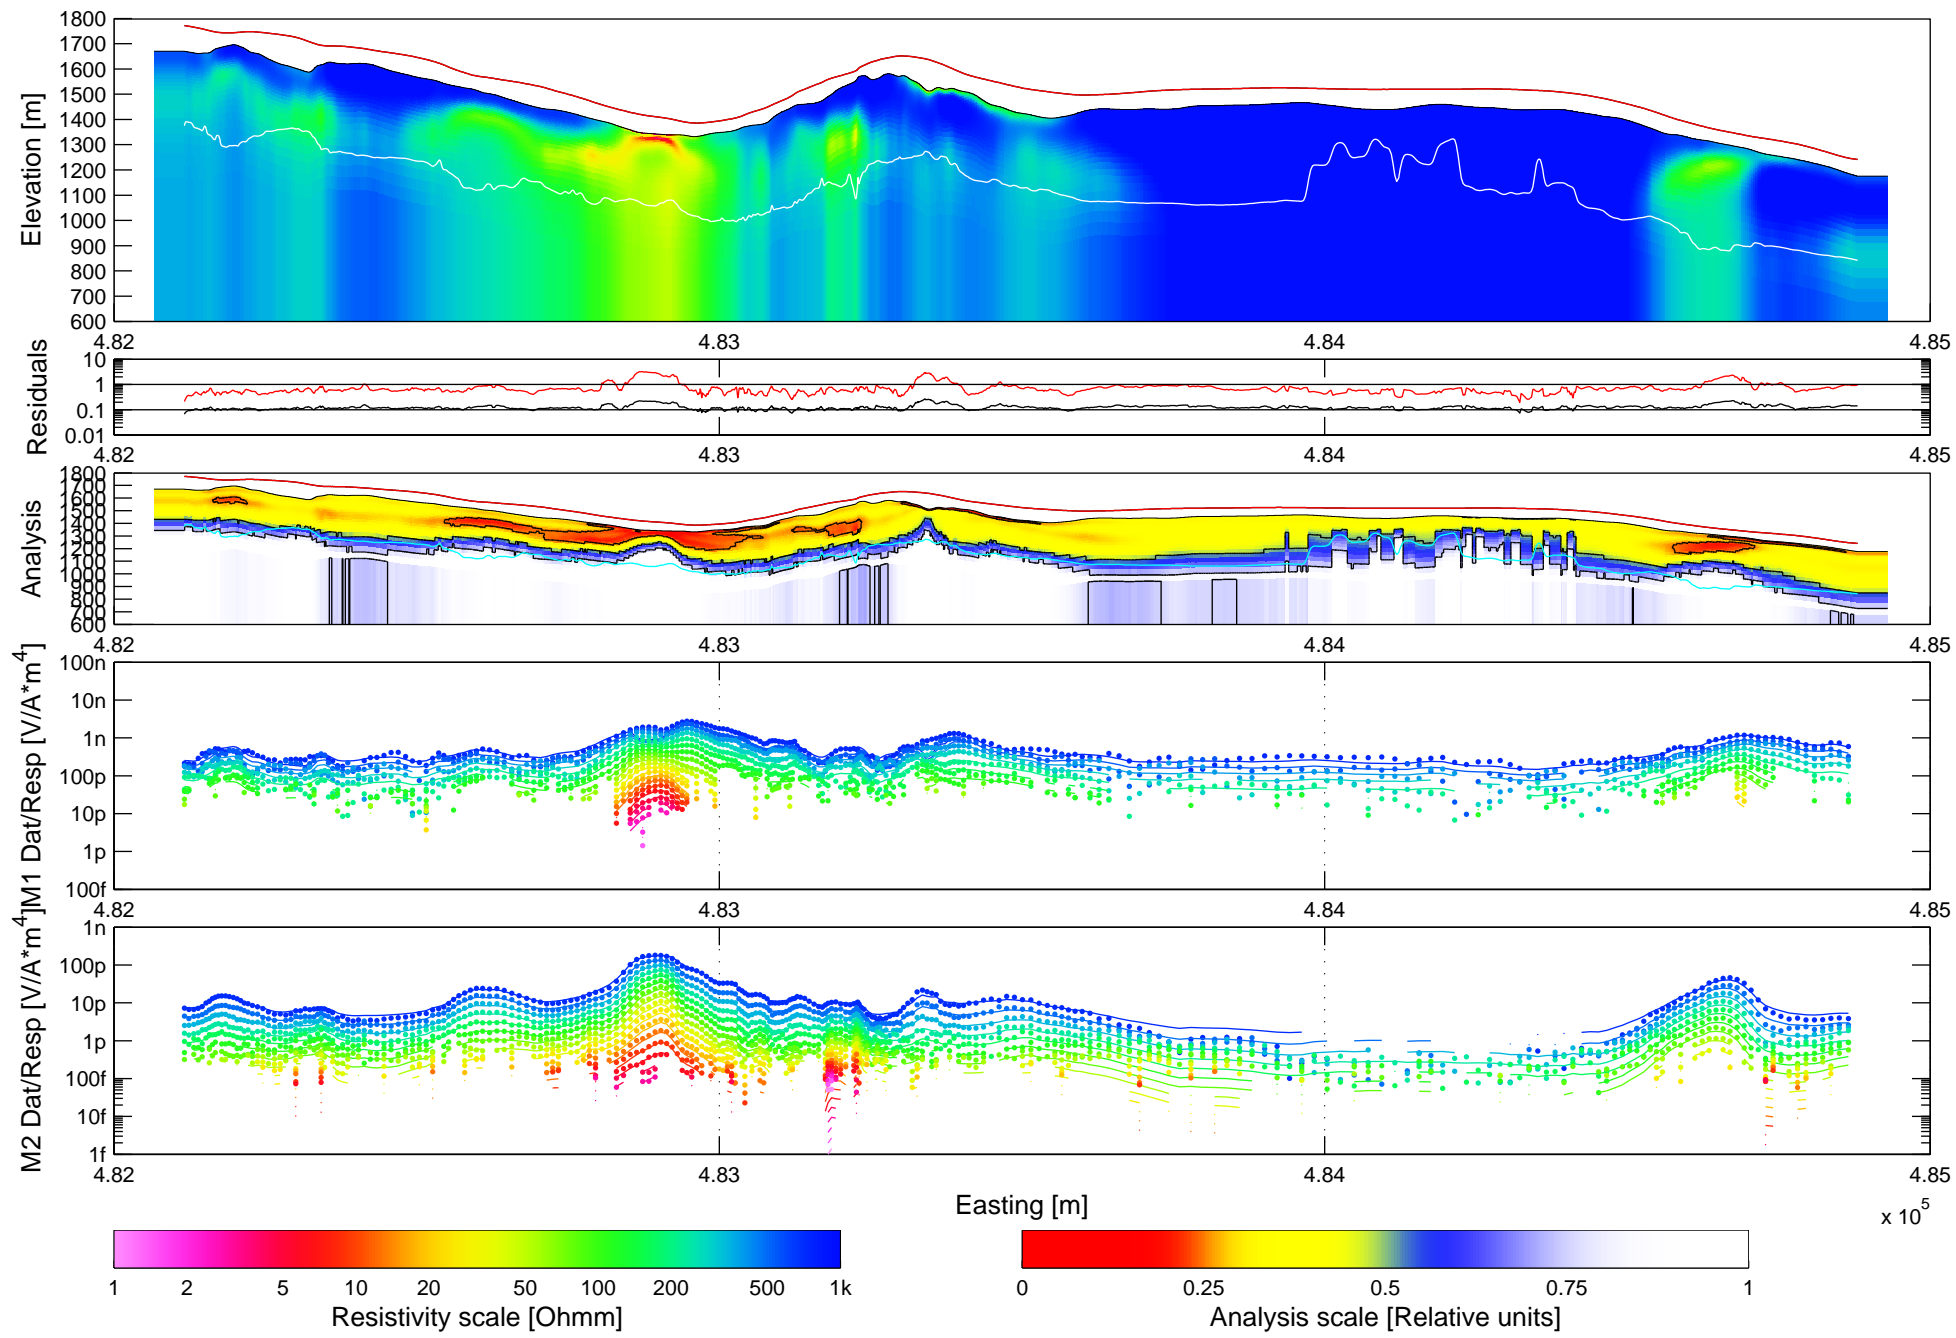 Elevation [m]
1800
1700
1600
1500
1400
1300
1200
1100
1000
900
800
700
600
4.82 4.83 4.84 4.85
Residuals
10
1
0.1
0.01
4.82 4.83 4.84 4.85
Analysis
1800
1700
1600
1500
1400
1300
1200
1100
1000
900
800
700
600
4.82 4.83 4.84 4.85
M1 Dat/Resp [V/A*m^4]
100n
10n
1n
100p
10p
1p
100f
4.82 4.83 4.84 4.85
M2 Dat/Resp [V/A*m^4]
1n
100p
10p
1p
100f
10f
1f
4.82 4.83 4.84 4.85
Easting [m]
x 10^5
1 2 5 10 20 50 100 200 500 1k
Resistivity scale [Ohmm]
0 0.25 0.5 0.75 1
Analysis scale [Relative units]